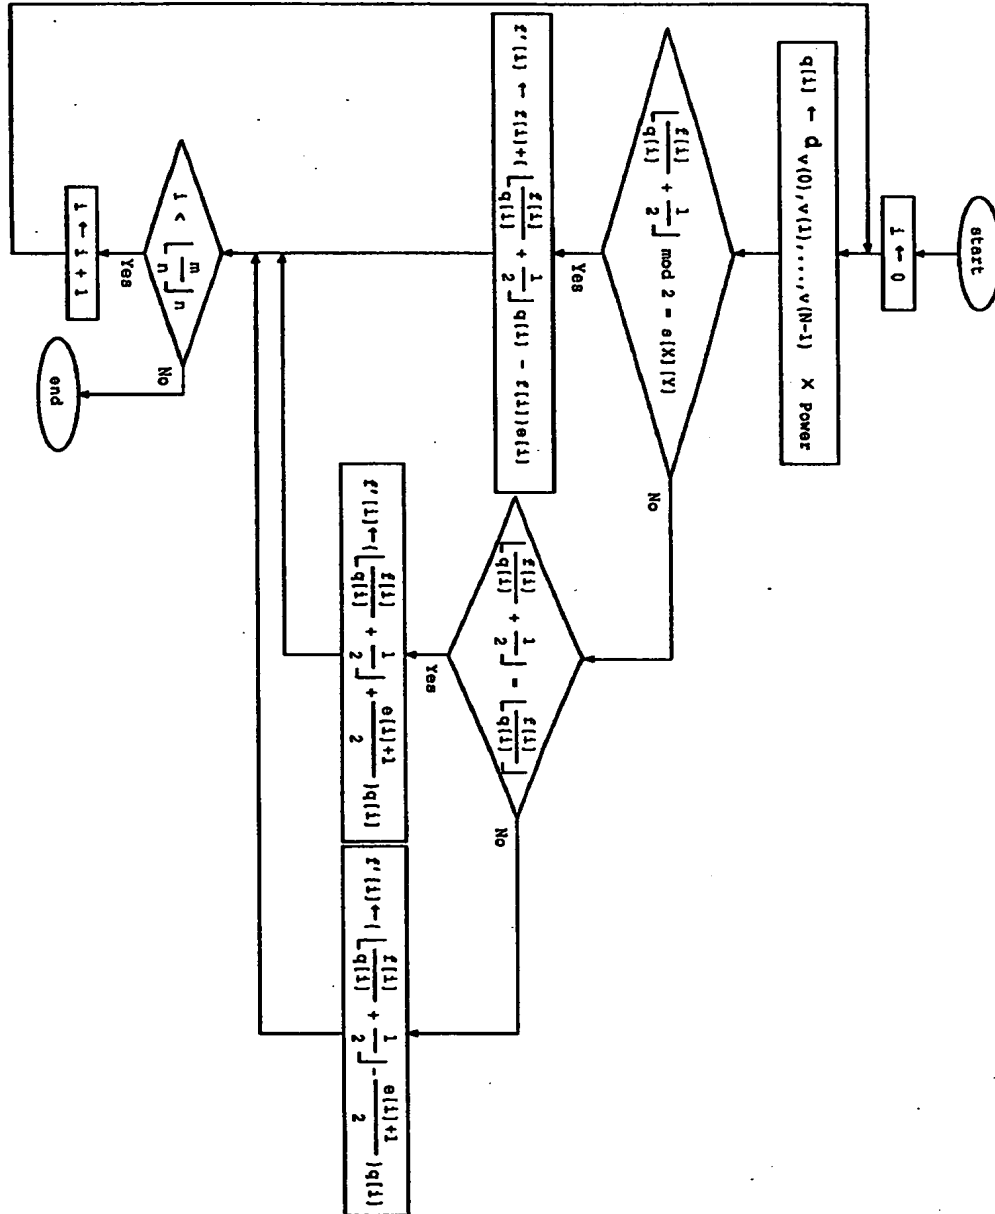 start
i ← 0
q[i] ← d v(0),v(1),....,v(N-1) × Power
⌊f[i]/q[i] + 1/2⌋ mod 2 = s[X][Y]
Yes
No
f'[i] ← f[i]+(⌊f[i]/q[i] + 1/2⌋ q[i] - f[i])e[i]
⌊f[i]/q[i] + 1/2⌋ = ⌊f[i]/q[i]⌋
Yes
No
f'[i]←(⌊f[i]/q[i] + 1/2⌋+ e[i]+1/2)q[i]
f'[i]←(⌊f[i]/q[i] + 1/2⌋- e[i]+1/2)q[i]
i < ⌊m/n⌋n
Yes
No
i ← i + 1
end